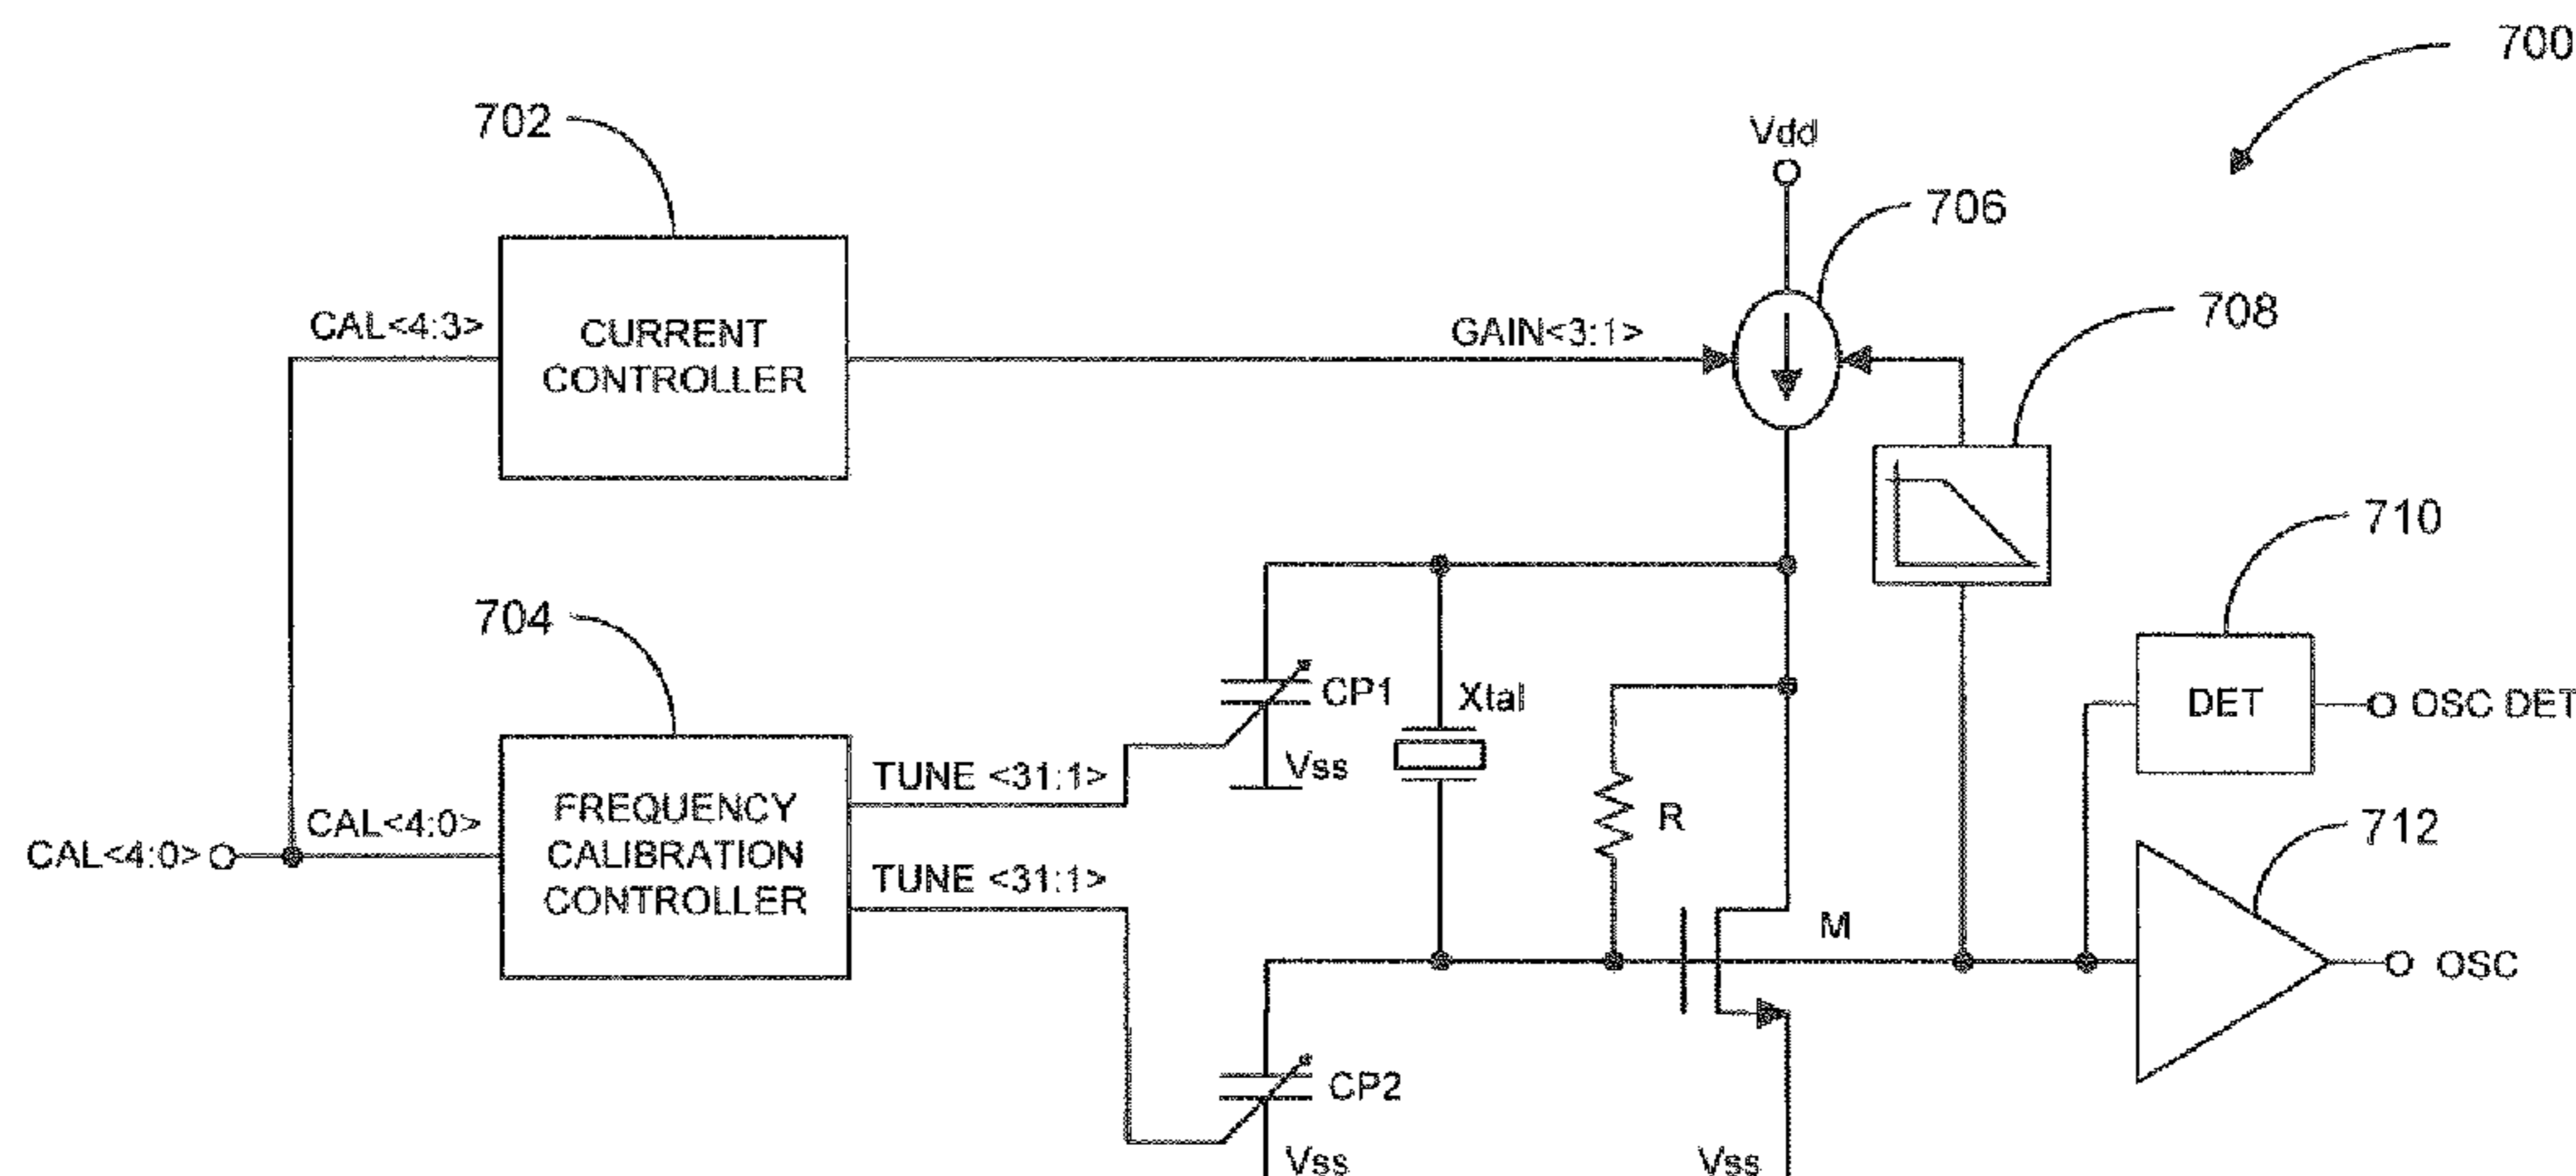 700
702
Vdd
706
CAL<4:3>
CURRENT
CONTROLLER
GAIN<3:1>
708
710
704
CP1
Xtal
DET
OSC DET
Vss
TUNE <31:1>
R
FREQUENCY
CALIBRATION
CONTROLLER
CAL<4:0>
CAL<4:0>
712
TUNE <31:1>
M
OSC
CP2
Vss
Vss